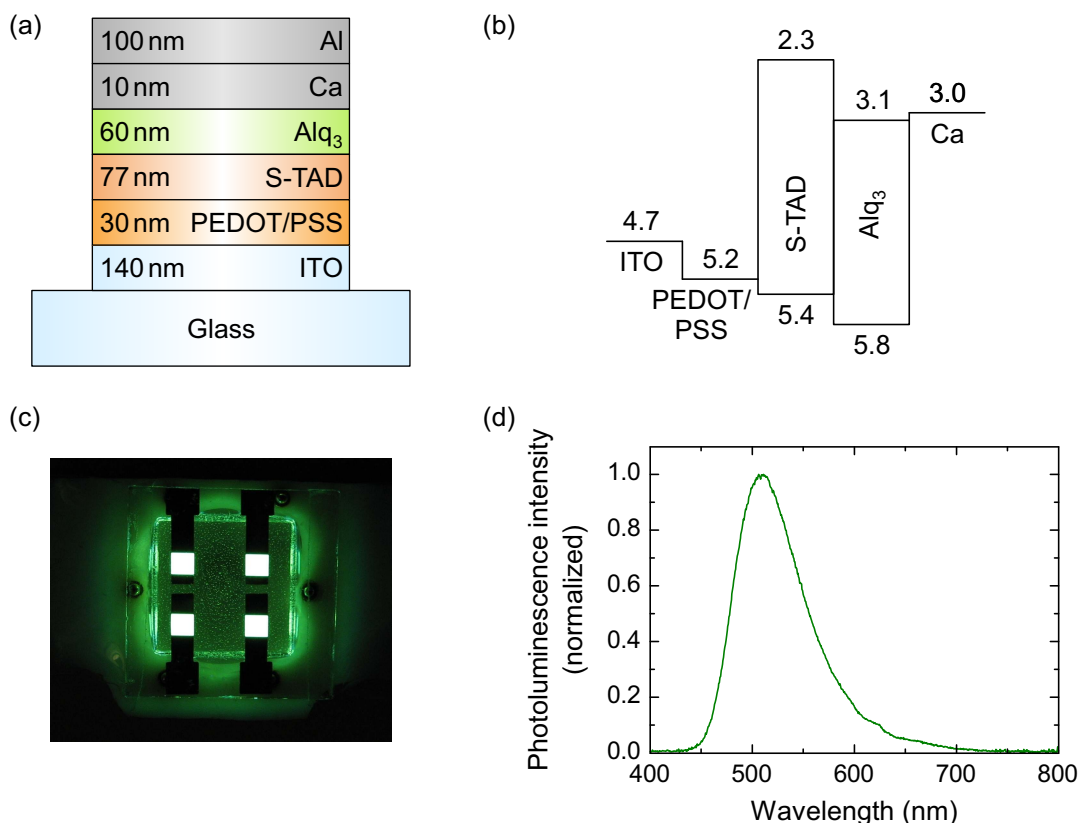 (a)
100 nm Al
10 nm Ca
60 nm Alq₃
77 nm S-TAD
30 nm PEDOT/PSS
140 nm ITO
Glass
(b)
2.3
3.1
3.0
Ca
S-TAD
Alq₃
4.7
ITO
5.2
PEDOT/
PSS
5.4
5.8
(c)
(d)
Photoluminescence intensity
(normalized)
1.0
0.8
0.6
0.4
0.2
0.0
400 500 600 700 800
Wavelength (nm)